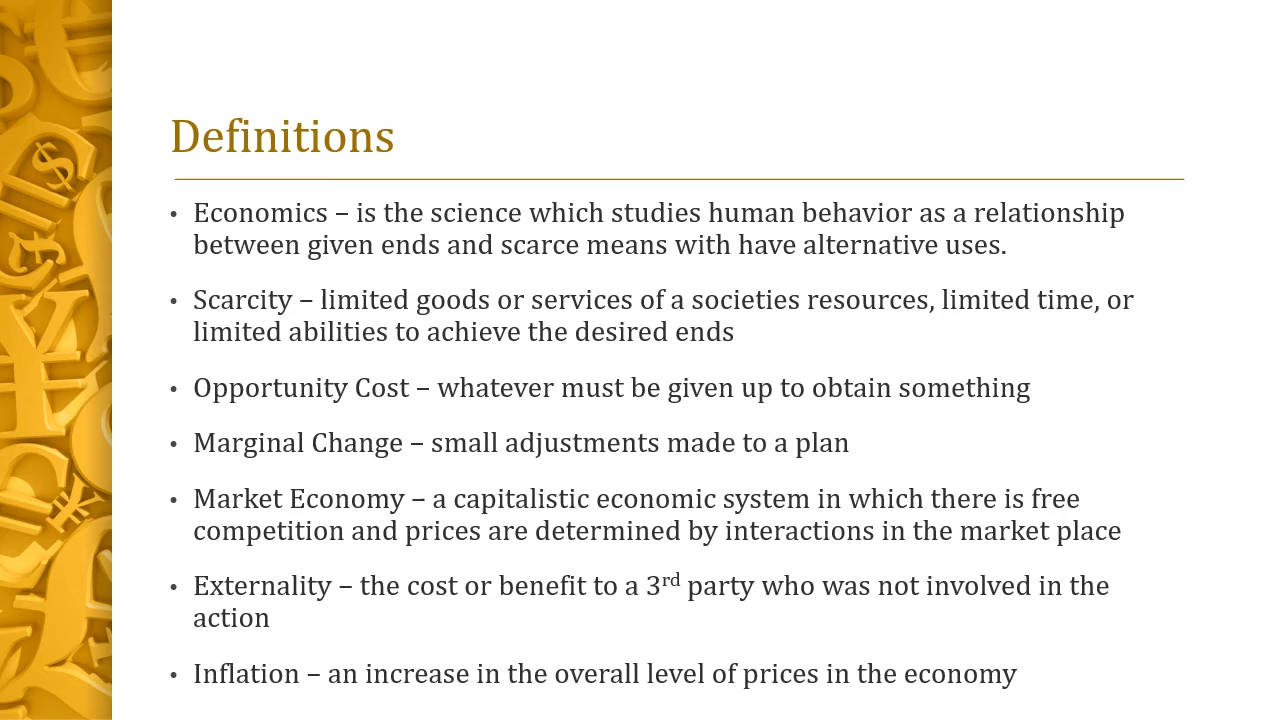 Definitions
• Economics – is the science which studies human behavior as a relationship
between given ends and scarce means with have alternative uses.
• Scarcity – limited goods or services of a societies resources, limited time, or
limited abilities to achieve the desired ends
• Opportunity Cost – whatever must be given up to obtain something
• Marginal Change – small adjustments made to a plan
• Market Economy – a capitalistic economic system in which there is free
competition and prices are determined by interactions in the market place
• Externality – the cost or benefit to a 3rd party who was not involved in the
action
• Inflation – an increase in the overall level of prices in the economy